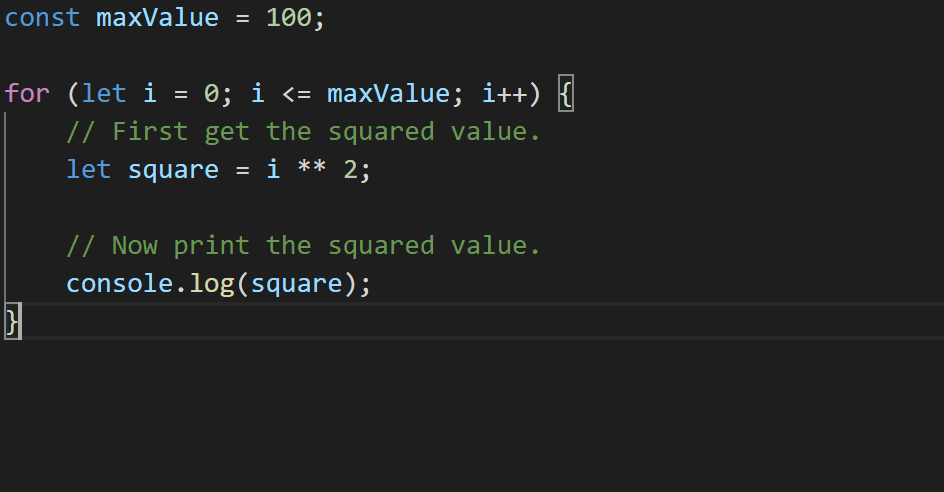 const maxValue = 100;
for (let i = 0; i <= maxValue; i++) {
// First get the squared value.
let square = i ** 2;
// Now print the squared value.
console.log(square);
}